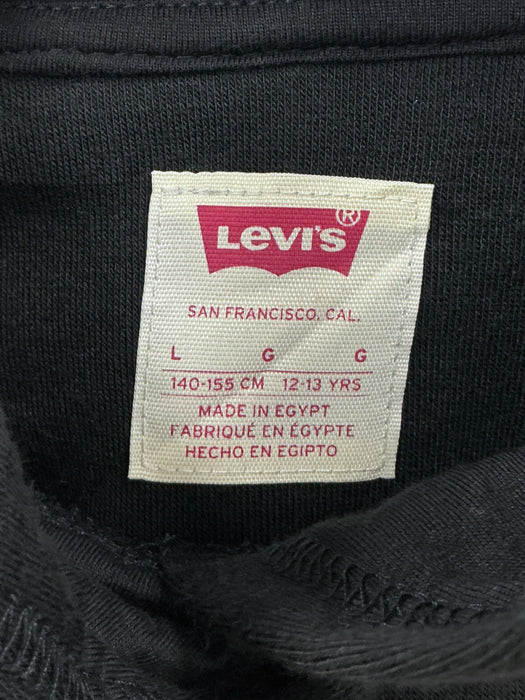 Levi's®
SAN FRANCISCO, CAL.
L G G
140-155 CM 12-13 YRS
MADE IN EGYPT
FABRIQUÉ EN ÉGYPTE
HECHO EN EGIPTO